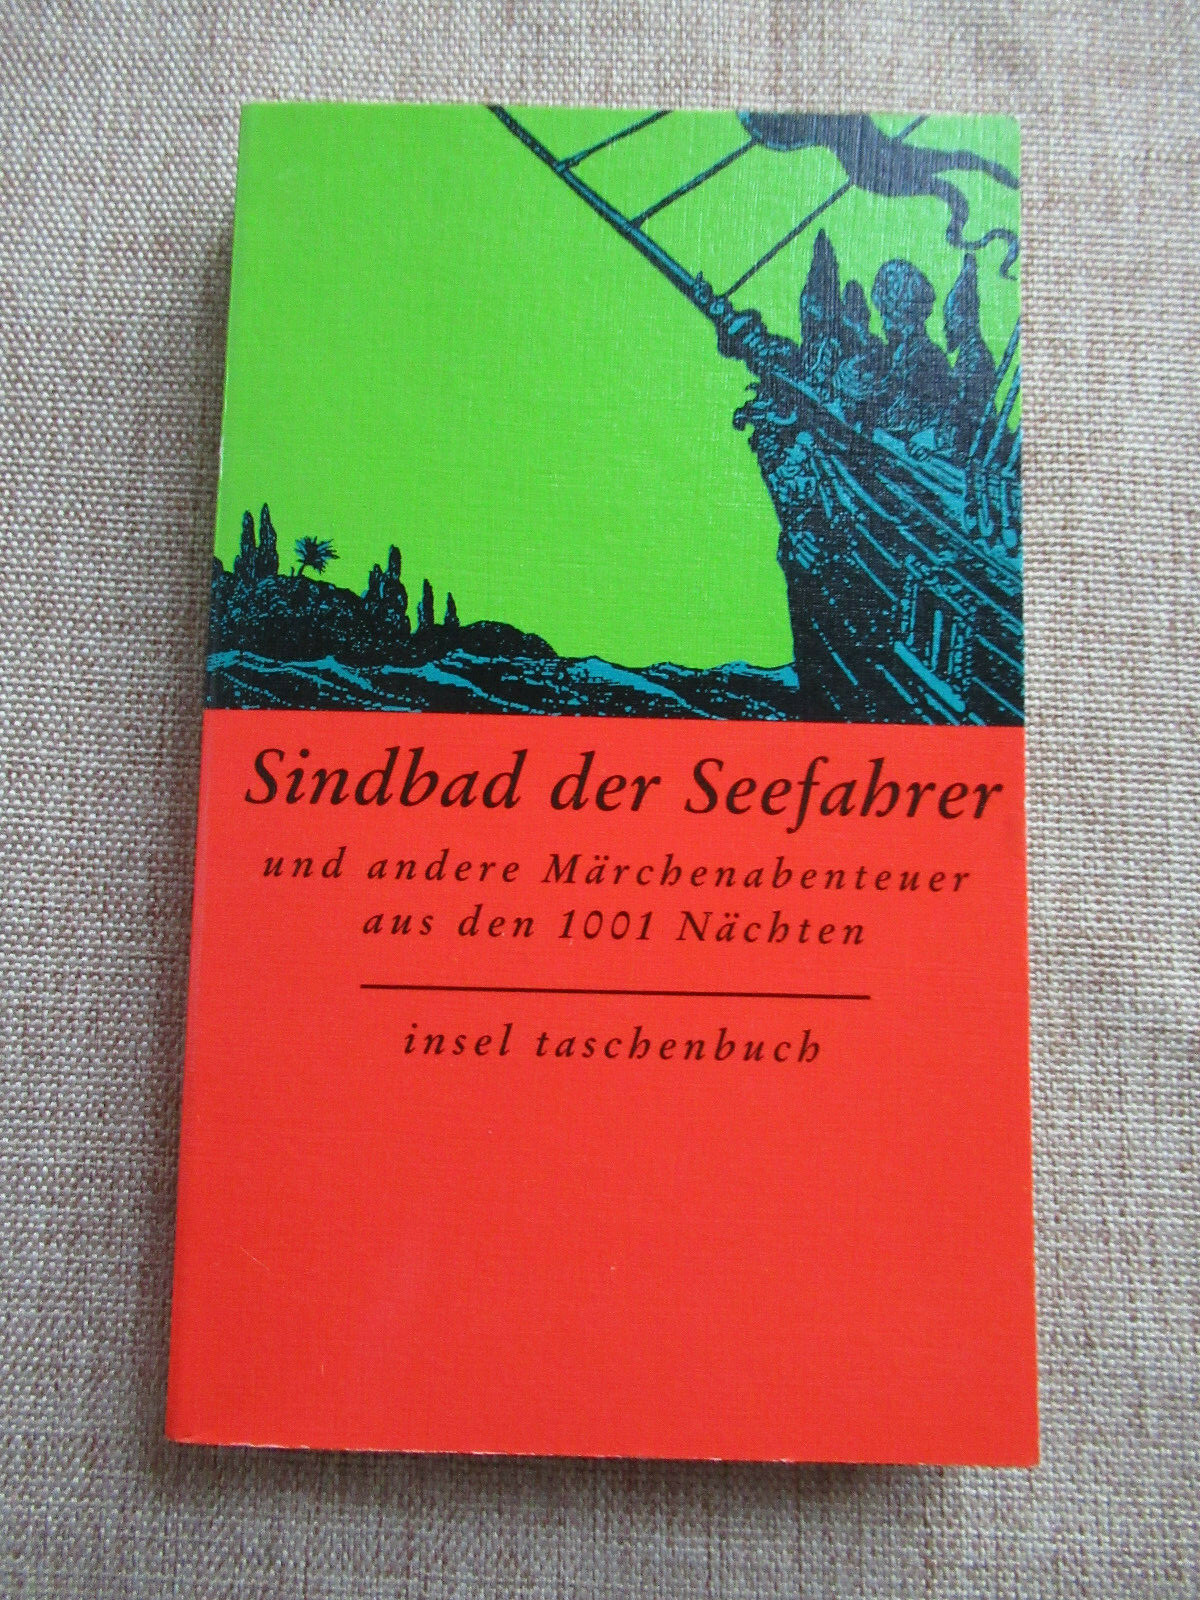 Sindbad der Seefahrer
und andere Märchenabenteuer
aus den 1001 Nächten
insel taschenbuch